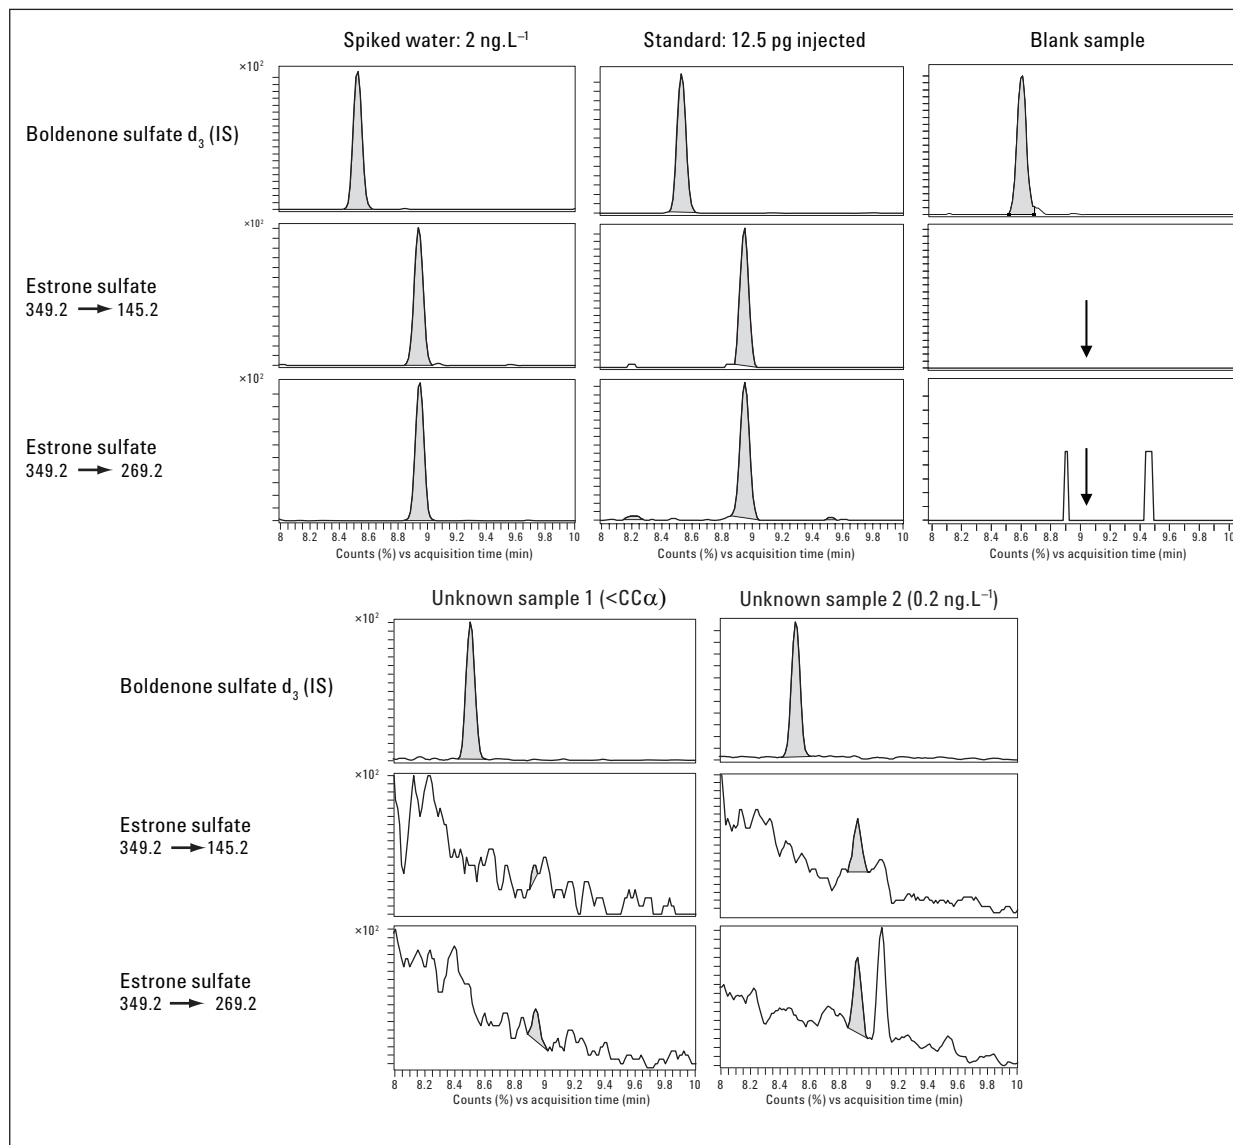 Spiked water: 2 ng.L⁻¹ Standard: 12.5 pg injected Blank sample
×10²
Boldenone sulfate d₃ (IS)
×10²
Estrone sulfate
349.2 → 145.2
×10²
Estrone sulfate
349.2 → 269.2
8 8.2 8.4 8.6 8.8 9 9.2 9.4 9.6 9.8 10 8 8.2 8.4 8.6 8.8 9 9.2 9.4 9.6 9.8 10 8 8.2 8.4 8.6 8.8 9 9.2 9.4 9.6 9.8 10
Counts (%) vs acquisition time (min) Counts (%) vs acquisition time (min) Counts (%) vs acquisition time (min)
Unknown sample 1 (<CCα) Unknown sample 2 (0.2 ng.L⁻¹)
×10²
Boldenone sulfate d₃ (IS)
×10²
Estrone sulfate
349.2 → 145.2
×10²
Estrone sulfate
349.2 → 269.2
8 8.2 8.4 8.6 8.8 9 9.2 9.4 9.6 9.8 10 8 8.2 8.4 8.6 8.8 9 9.2 9.4 9.6 9.8 10
Counts (%) vs acquisition time (min) Counts (%) vs acquisition time (min)